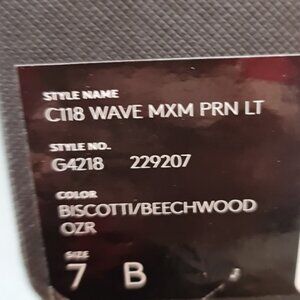 STYLE NAME
C118 WAVE MXM PRN LT
STYLE NO.
G4218 229207
COLOR
BISCOTTI/BEECHWOOD
OZR
SIZE
7 B